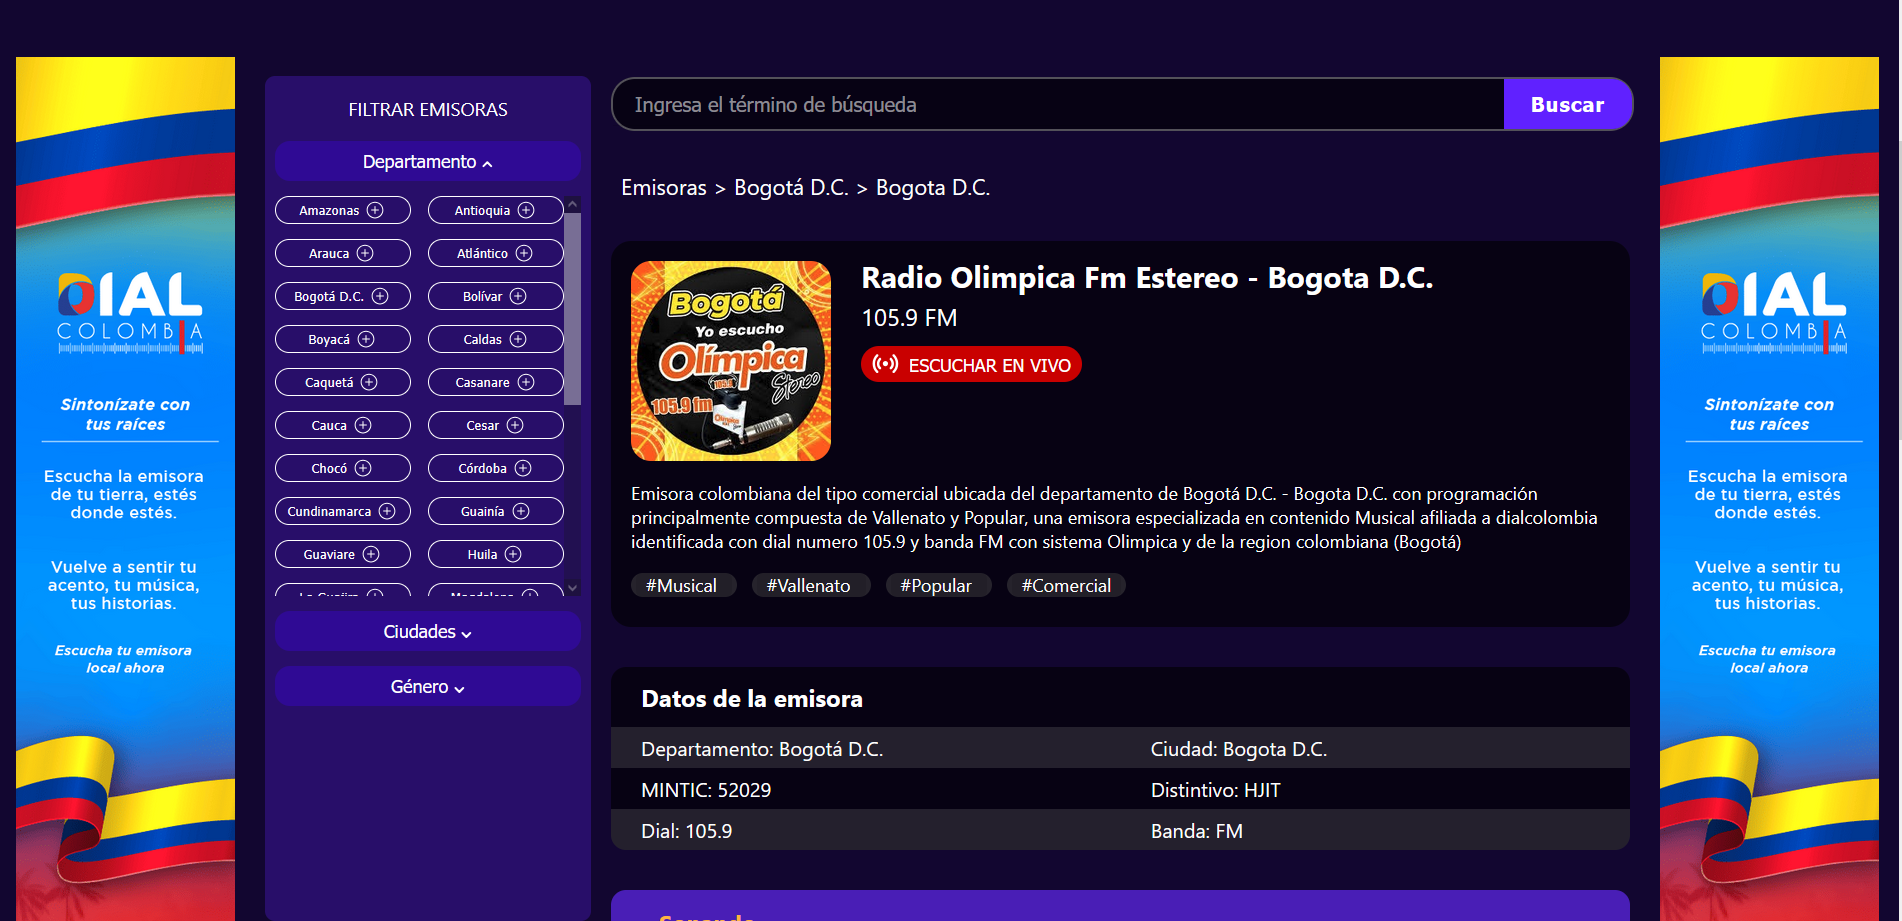 DIAL
COLOMBIA
Sintonízate con
tus raíces
Escucha la emisora
de tu tierra, estés
donde estés.
Vuelve a sentir tu
acento, tu música,
tus historias.
Escucha tu emisora
local ahora
FILTRAR EMISORAS
Departamento
Amazonas
Antioquia
Arauca
Atlántico
Bogotá D.C.
Bolívar
Boyacá
Caldas
Caquetá
Casanare
Cauca
Cesar
Chocó
Córdoba
Cundinamarca
Guainía
Guaviare
Huila
La Guajira
Magdalena
Ciudades
Género
Ingresa el término de búsqueda
Buscar
Emisoras > Bogotá D.C. > Bogota D.C.
Bogotá
Yo escucho
Olímpica
105.9
Stereo
105.9 fm
Radio Olimpica Fm Estereo - Bogota D.C.
105.9 FM
ESCUCHAR EN VIVO
Emisora colombiana del tipo comercial ubicada del departamento de Bogotá D.C. - Bogota D.C. con programación
principalmente compuesta de Vallenato y Popular, una emisora especializada en contenido Musical afiliada a dialcolombia
identificada con dial numero 105.9 y banda FM con sistema Olimpica y de la region colombiana (Bogotá)
#Musical #Vallenato #Popular #Comercial
Datos de la emisora
Departamento: Bogotá D.C. Ciudad: Bogota D.C.
MINTIC: 52029 Distintivo: HJIT
Dial: 105.9 Banda: FM
Sonando
DIAL
COLOMBIA
Sintonízate con
tus raíces
Escucha la emisora
de tu tierra, estés
donde estés.
Vuelve a sentir tu
acento, tu música,
tus historias.
Escucha tu emisora
local ahora